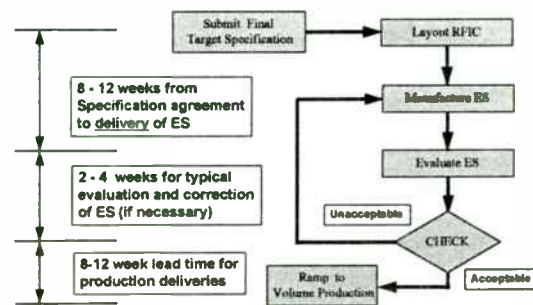 Submit Final
Target Specification
Layout RFIC
8 - 12 weeks from
Specification agreement
to delivery of ES
Manufacture ES
2 - 4 weeks for typical
evaluation and correction
of ES (if necessary)
Evaluate ES
Unacceptable
CHECK
8-12 week lead time for
production deliveries
Ramp to
Volume Production
Acceptable